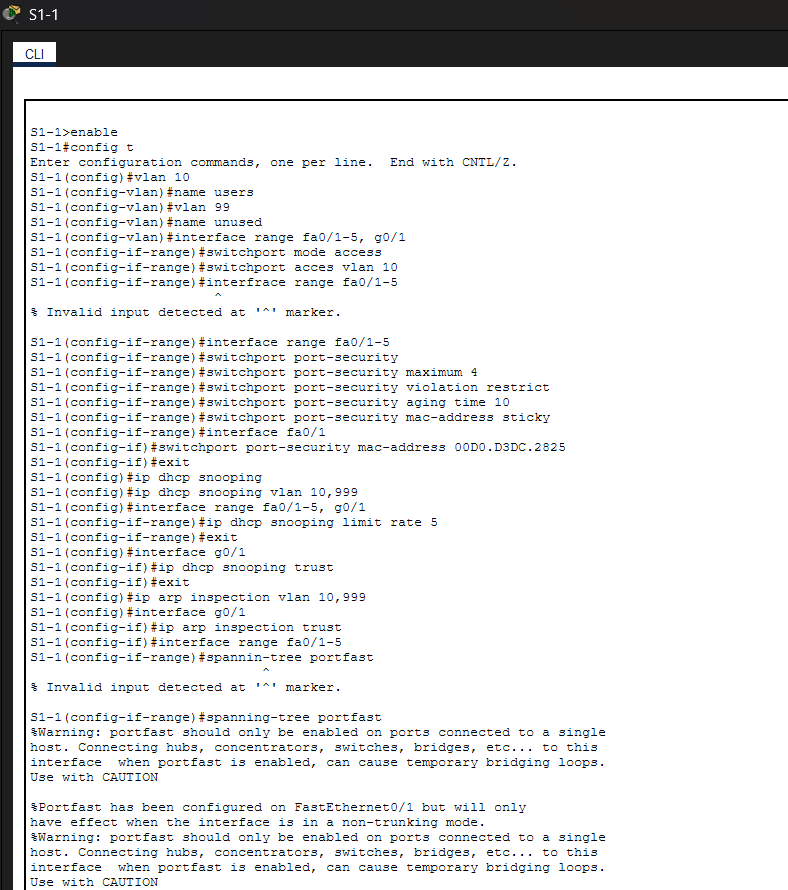 S1-1
CLI
S1-1>enable
S1-1#config t
Enter configuration commands, one per line.  End with CNTL/Z.
S1-1(config)#vlan 10
S1-1(config-vlan)#name users
S1-1(config-vlan)#vlan 99
S1-1(config-vlan)#name unused
S1-1(config-vlan)#interface range fa0/1-5, g0/1
S1-1(config-if-range)#switchport mode access
S1-1(config-if-range)#switchport acces vlan 10
S1-1(config-if-range)#interfrace range fa0/1-5
^
% Invalid input detected at '^' marker.
S1-1(config-if-range)#interface range fa0/1-5
S1-1(config-if-range)#switchport port-security
S1-1(config-if-range)#switchport port-security maximum 4
S1-1(config-if-range)#switchport port-security violation restrict
S1-1(config-if-range)#switchport port-security aging time 10
S1-1(config-if-range)#switchport port-security mac-address sticky
S1-1(config-if-range)#interface fa0/1
S1-1(config-if)#switchport port-security mac-address 00D0.D3DC.2825
S1-1(config-if)#exit
S1-1(config)#ip dhcp snooping
S1-1(config)#ip dhcp snooping vlan 10,999
S1-1(config)#interface range fa0/1-5, g0/1
S1-1(config-if-range)#ip dhcp snooping limit rate 5
S1-1(config-if-range)#exit
S1-1(config)#interface g0/1
S1-1(config-if)#ip dhcp snooping trust
S1-1(config-if)#exit
S1-1(config)#ip arp inspection vlan 10,999
S1-1(config)#interface g0/1
S1-1(config-if)#ip arp inspection trust
S1-1(config-if)#interface range fa0/1-5
S1-1(config-if-range)#spannin-tree portfast
^
% Invalid input detected at '^' marker.
S1-1(config-if-range)#spanning-tree portfast
%Warning: portfast should only be enabled on ports connected to a single
host. Connecting hubs, concentrators, switches, bridges, etc... to this
interface  when portfast is enabled, can cause temporary bridging loops.
Use with CAUTION
%Portfast has been configured on FastEthernet0/1 but will only
have effect when the interface is in a non-trunking mode.
%Warning: portfast should only be enabled on ports connected to a single
host. Connecting hubs, concentrators, switches, bridges, etc... to this
interface  when portfast is enabled, can cause temporary bridging loops.
Use with CAUTION